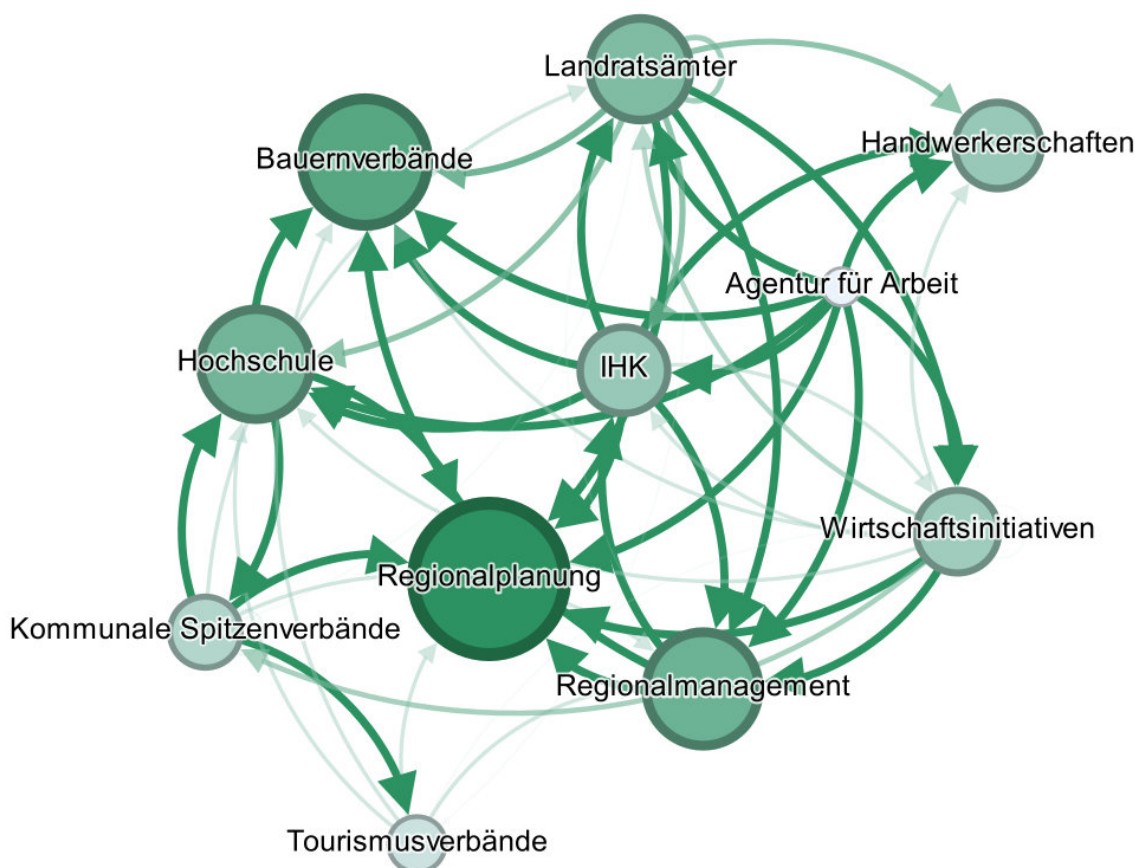 Landratsämter
Handwerkerschaften
Bauernverbände
Agentur für Arbeit
Hochschule
IHK
Wirtschaftsinitiativen
Regionalplanung
Kommunale Spitzenverbände
Regionalmanagement
Tourismusverbände